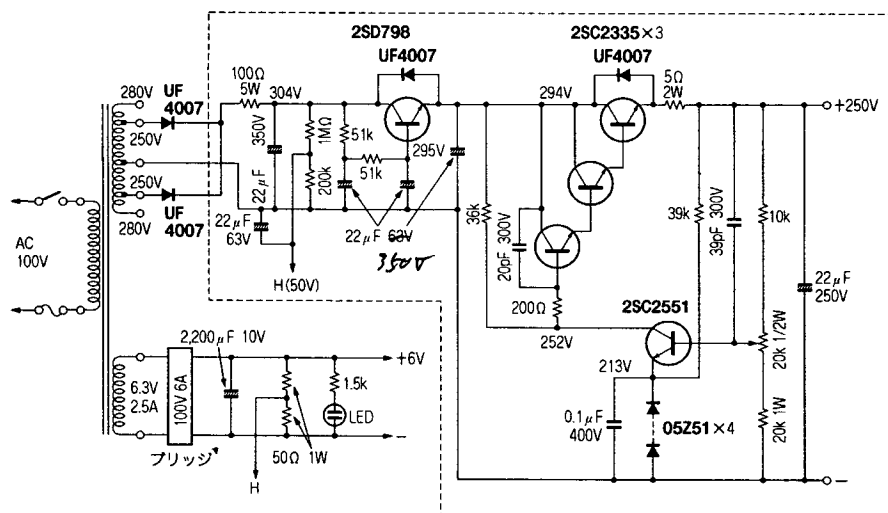 2SD798
UF4007
2SC2335×3
UF4007
280V
UF
4007
100Ω
5W
304V
294V
5Ω
2W
+250V
250V
350V
22μF
1MΩ
200k
51k
51k
295V
250V
UF
4007
280V
22μF
63V
22μF 63V
350V
H(50V)
36k
20pF 300V
200Ω
252V
2SC2551
39k
39pF 300V
10k
22μF
250V
20k 1/2W
20k 1W
213V
0.1μF
400V
05Z51×4
−
AC
100V
2,200μF 10V
+6V
6.3V
2.5A
100V 6A
1.5k
LED
−
ブリッジ
50Ω 1W
H